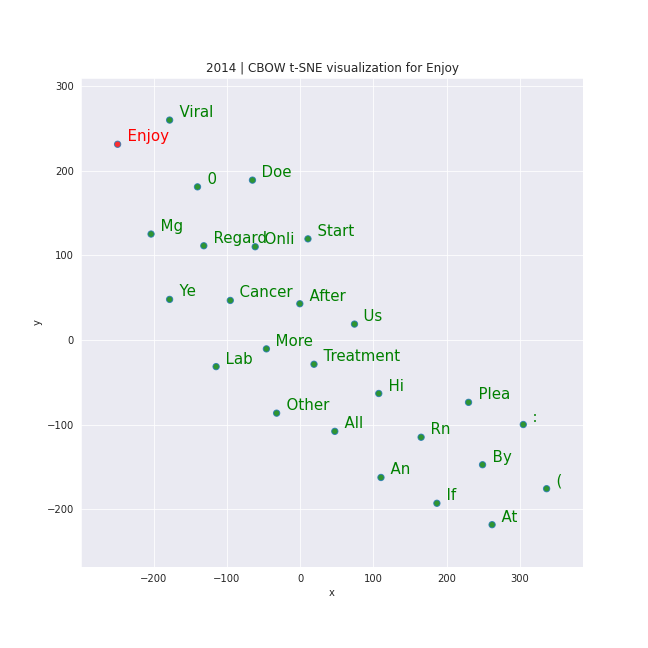 2014 | CBOW t-SNE visualization for Enjoy
300
Viral
Enjoy
200
0
Doe
Mg
Regard
Onli
Start
100
Ye
Cancer
After
Us
0
More
Lab
Treatment
Hi
Plea
Other
All
Rn
:
-100
By
An
(
If
At
−200
−200
−100
0
100
200
300
x
y